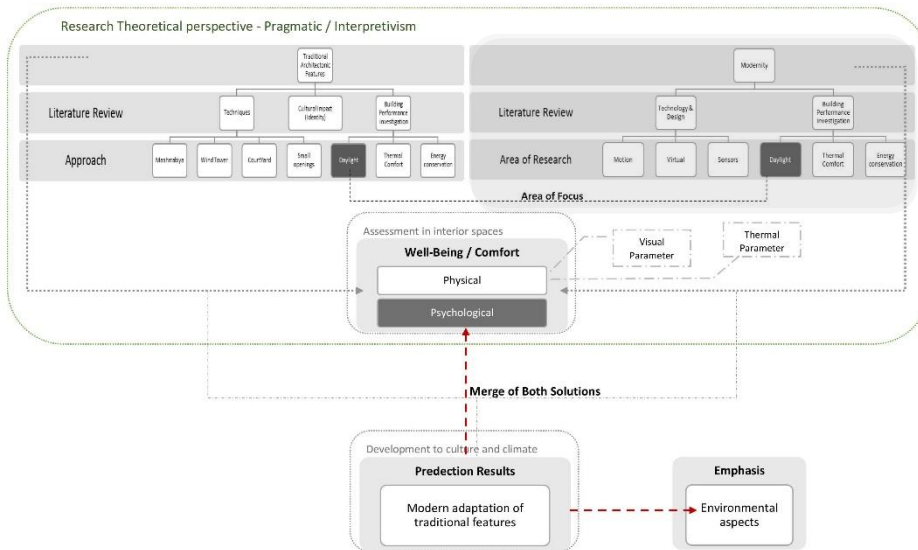 Research Theoretical perspective - Pragmatic / Interpretivism
Traditional
Architectonic
Features
Modernity
Literature Review
Techniques
Cultural Impact
(Identity)
Building
Performance
Investigation
Literature Review
Technology &
Design
Building
Performance
Investigation
Approach
Mashrabiya
Wind Tower
CourtYard
Small
openings
Daylight
Thermal
Comfort
Energy
conservation
Area of Research
Motion
Virtual
Sensors
Daylight
Thermal
Comfort
Energy
conservation
Area of Focus
Assessment in interior spaces
Well-Being / Comfort
Physical
Psychological
Visual
Parameter
Thermal
Parameter
Merge of Both Solutions
Development to culture and climate
Predection Results
Modern adaptation of
traditional features
Emphasis
Environmental
aspects